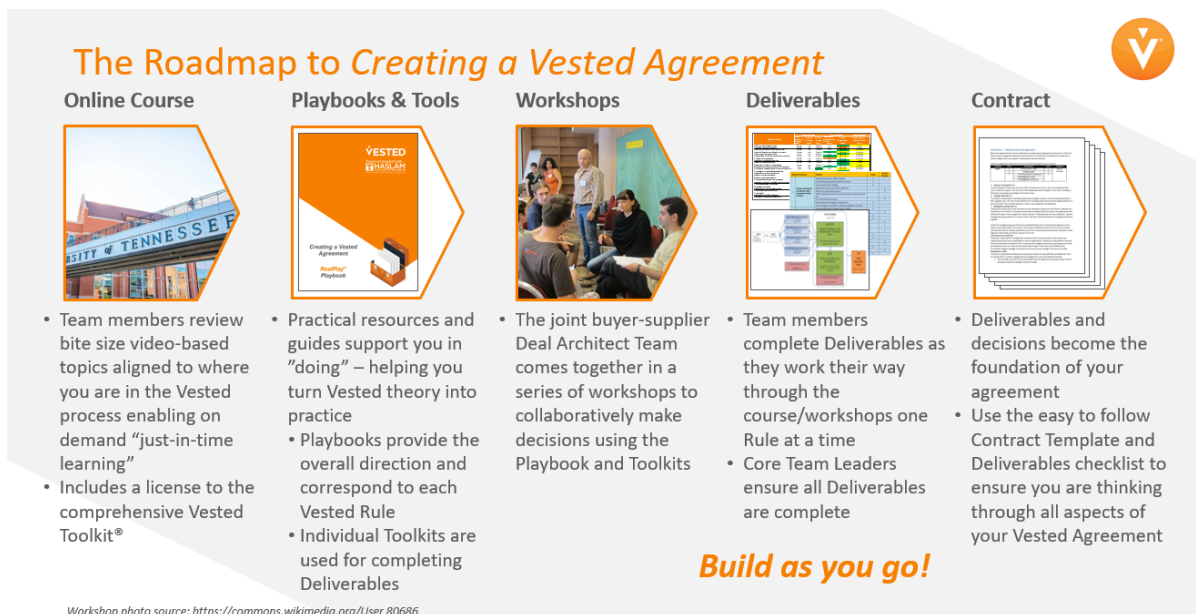 The Roadmap to Creating a Vested Agreement
Online Course
UNIVERSITY OF TENNESSEE
• Team members review
bite size video-based
topics aligned to where
you are in the Vested
process enabling on
demand “just-in-time
learning”
• Includes a license to the
comprehensive Vested
Toolkit®
Playbooks & Tools
VESTED
HASLAM
Creating a Vested
Agreement
RealPlay®
Playbook
• Practical resources and
guides support you in
”doing” – helping you
turn Vested theory into
practice
• Playbooks provide the
overall direction and
correspond to each
Vested Rule
• Individual Toolkits are
used for completing
Deliverables
Workshops
• The joint buyer-supplier
Deal Architect Team
comes together in a
series of workshops to
collaboratively make
decisions using the
Playbook and Toolkits
Deliverables
• Team members
complete Deliverables as
they work their way
through the
course/workshops one
Rule at a time
• Core Team Leaders
ensure all Deliverables
are complete
Contract
• Deliverables and
decisions become the
foundation of your
agreement
• Use the easy to follow
Contract Template and
Deliverables checklist to
ensure you are thinking
through all aspects of
your Vested Agreement
Build as you go!
Workshop photo source: https://commons.wikimedia.org/User 80686